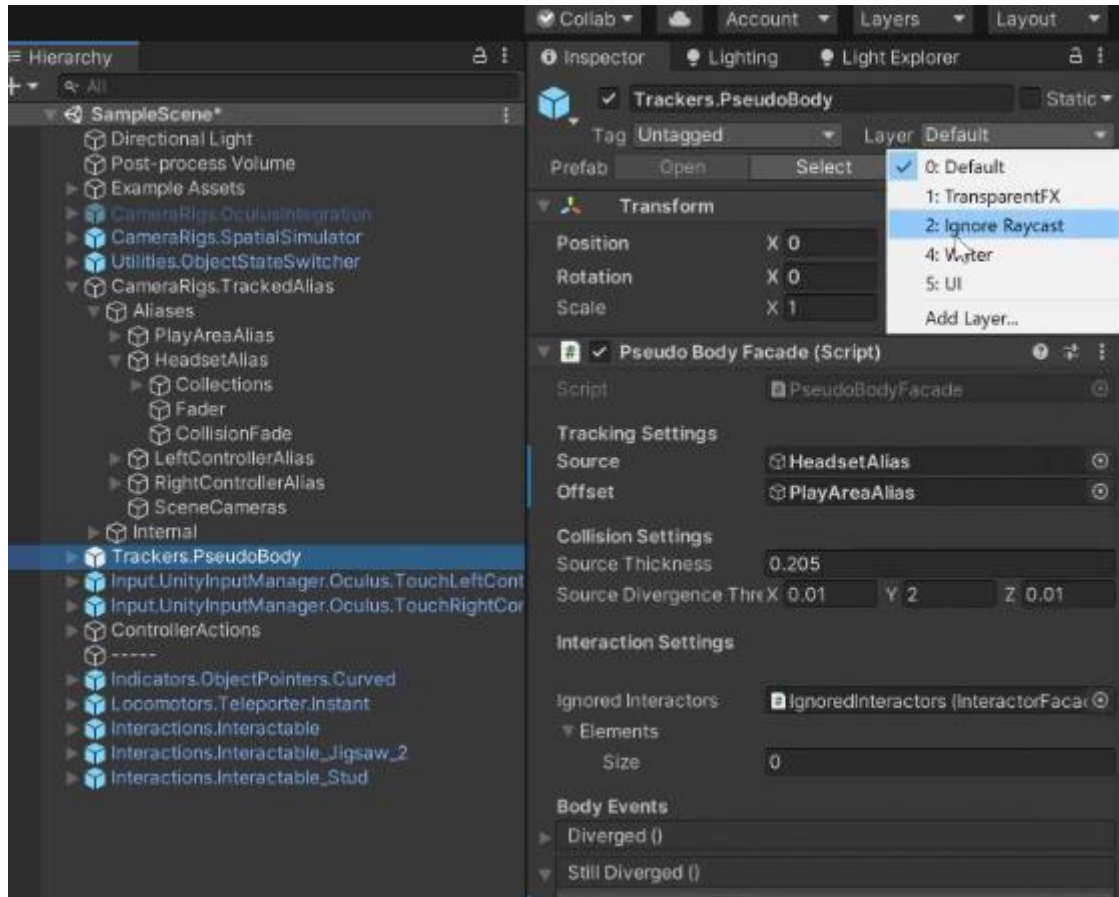 Collab
Account
Layers
Layout
Hierarchy
All
SampleScene*
Directional Light
Post-process Volume
Example Assets
CameraRigs.OculusIntegration
CameraRigs.SpatialSimulator
Utilities.ObjectStateSwitcher
CameraRigs.TrackedAlias
Aliases
PlayAreaAlias
HeadsetAlias
Collections
Fader
CollisionFade
LeftControllerAlias
RightControllerAlias
SceneCameras
Internal
Trackers.PseudoBody
Input.UnityInputManager.Oculus.TouchLeftCont
Input.UnityInputManager.Oculus.TouchRightCor
ControllerActions
-----
Indicators.ObjectPointers.Curved
Locomotors.Teleporter.Instant
Interactions.Interactable
Interactions.Interactable_Jigsaw_2
Interactions.Interactable_Stud
Inspector Lighting Light Explorer
Trackers.PseudoBody Static
Tag Untagged Layer Default
Prefab Open Select
0: Default
1: TransparentFX
2: Ignore Raycast
4: Water
5: UI
Add Layer...
Transform
Position X 0
Rotation X 0
Scale X 1
# Pseudo Body Facade (Script)
Script PseudoBodyFacade
Tracking Settings
Source HeadsetAlias
Offset PlayAreaAlias
Collision Settings
Source Thickness 0.205
Source Divergence Thre X 0.01 Y 2 Z 0.01
Interaction Settings
Ignored Interactors IgnoredInteractors (InteractorFacac
Elements
Size 0
Body Events
Diverged ()
Still Diverged ()